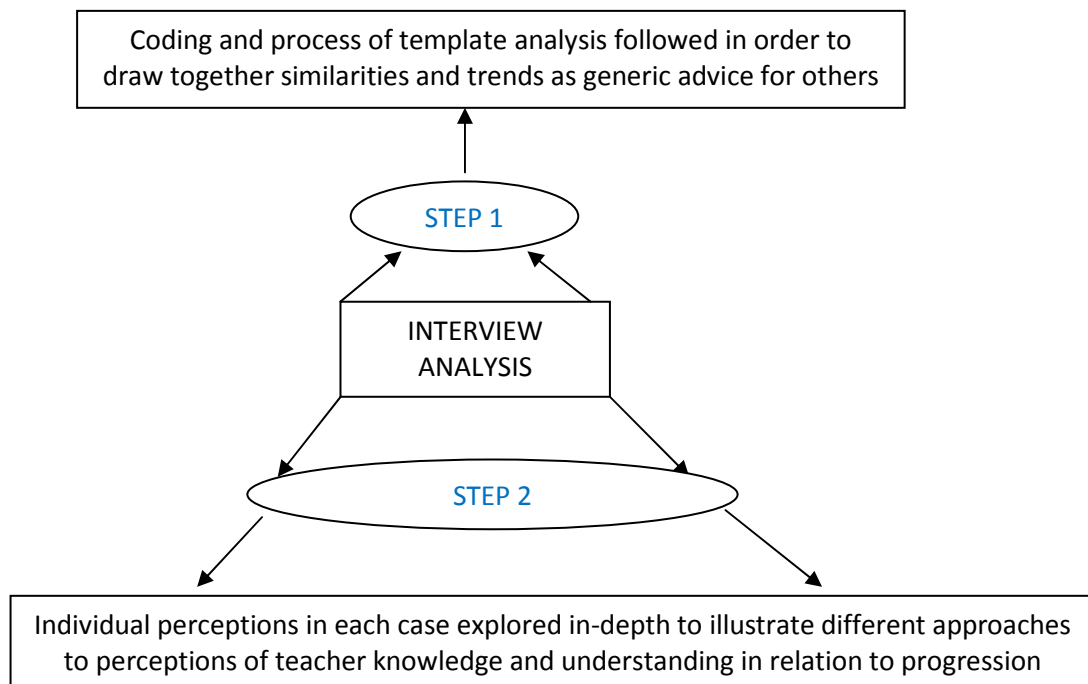 Coding and process of template analysis followed in order to
draw together similarities and trends as generic advice for others
STEP 1
INTERVIEW
ANALYSIS
STEP 2
Individual perceptions in each case explored in-depth to illustrate different approaches
to perceptions of teacher knowledge and understanding in relation to progression